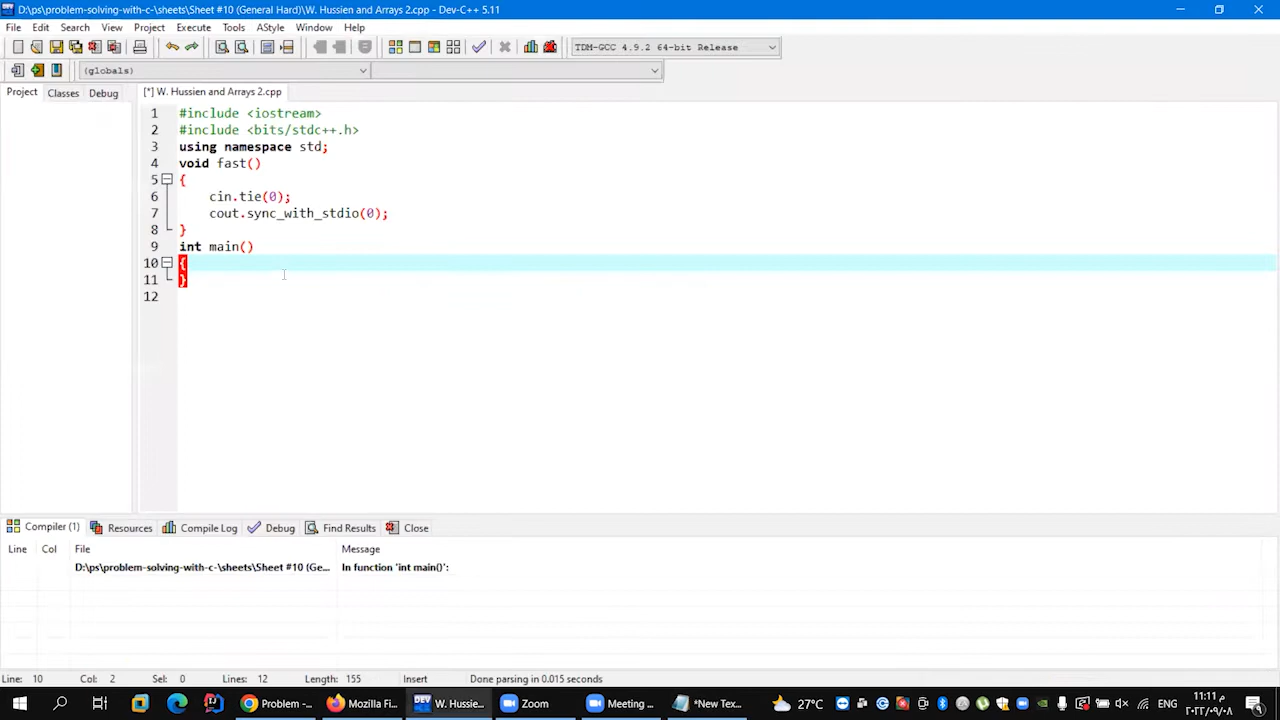 D:\ps\problem-solving-with-c-\sheets\Sheet #10 (General Hard)\W. Hussien and Arrays 2.cpp - Dev-C++ 5.11
File Edit Search View Project Execute Tools AStyle Window Help
TDM-GCC 4.9.2 64-bit Release
(globals)
Project Classes Debug
[*] W. Hussien and Arrays 2.cpp
1 #include <iostream>
2 #include <bits/stdc++.h>
3 using namespace std;
4 void fast()
5 {
6 cin.tie(0);
7 cout.sync_with_stdio(0);
8 }
9 int main()
10 {
11 }
12
Compiler (1) Resources Compile Log Debug Find Results Close
Line Col File Message
D:\ps\problem-solving-with-c-\sheets\Sheet #10 (Ge... In function 'int main()':
Line: 10 Col: 2 Sel: 0 Lines: 12 Length: 155 Insert Done parsing in 0.015 seconds
Problem -... Mozilla Fi... W. Hussie... Zoom Meeting ... *New Tex... 27°C ENG ١١:١١ م
٢٠٢٢/٠٩/٠٨